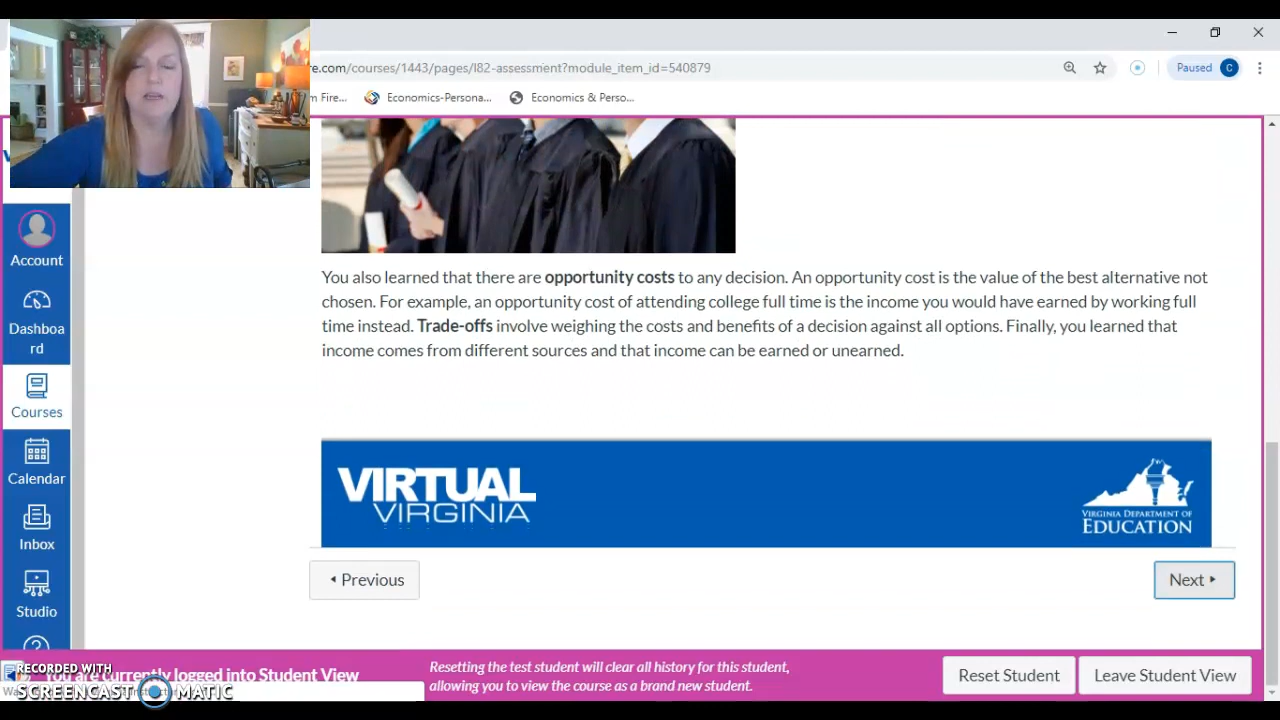 re.com/courses/1443/pages/l82-assessment?module_item_id=540879
Paused C
m Fire...
Economics-Persona...
Economics & Perso...
You also learned that there are opportunity costs to any decision. An opportunity cost is the value of the best alternative not
chosen. For example, an opportunity cost of attending college full time is the income you would have earned by working full
time instead. Trade-offs involve weighing the costs and benefits of a decision against all options. Finally, you learned that
income comes from different sources and that income can be earned or unearned.
Account
Dashboa
rd
Courses
Calendar
Inbox
Studio
VIRTUAL
VIRGINIA
VIRGINIA DEPARTMENT OF
EDUCATION
Previous
Next
You are currently logged into Student View
Resetting the test student will clear all history for this student,
allowing you to view the course as a brand new student.
Reset Student
Leave Student View
RECORDED WITH
SCREENCAST MATIC